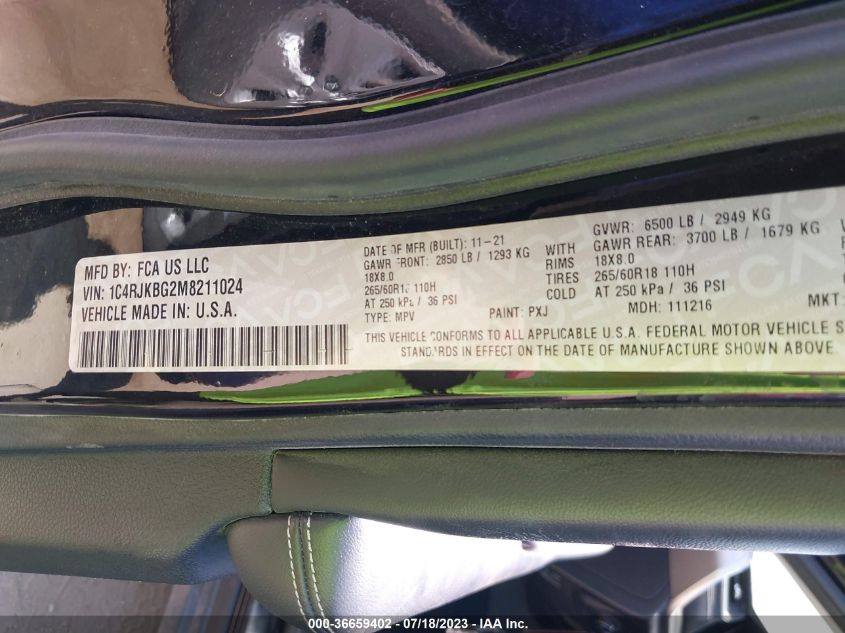 MFD BY: FCA US LLC
VIN: 1C4RJKBG2M8211024
VEHICLE MADE IN: U.S.A.
DATE OF MFR (BUILT): 11-21
GAWR FRONT: 2850 LB / 1293 KG
18X8.0
265/60R18 110H
AT 250 kPa / 36 PSI
TYPE: MPV
PAINT: PXJ
WITH
RIMS
TIRES
COLD
GVWR: 6500 LB / 2949 KG
GAWR REAR: 3700 LB / 1679 KG
18X8.0
265/60R18 110H
AT 250 kPa / 36 PSI
MDH: 111216
MKT:
THIS VEHICLE CONFORMS TO ALL APPLICABLE U.S.A. FEDERAL MOTOR VEHICLE S
STANDARDS IN EFFECT ON THE DATE OF MANUFACTURE SHOWN ABOVE.
000-36659402 - 07/18/2023 - IAA Inc.